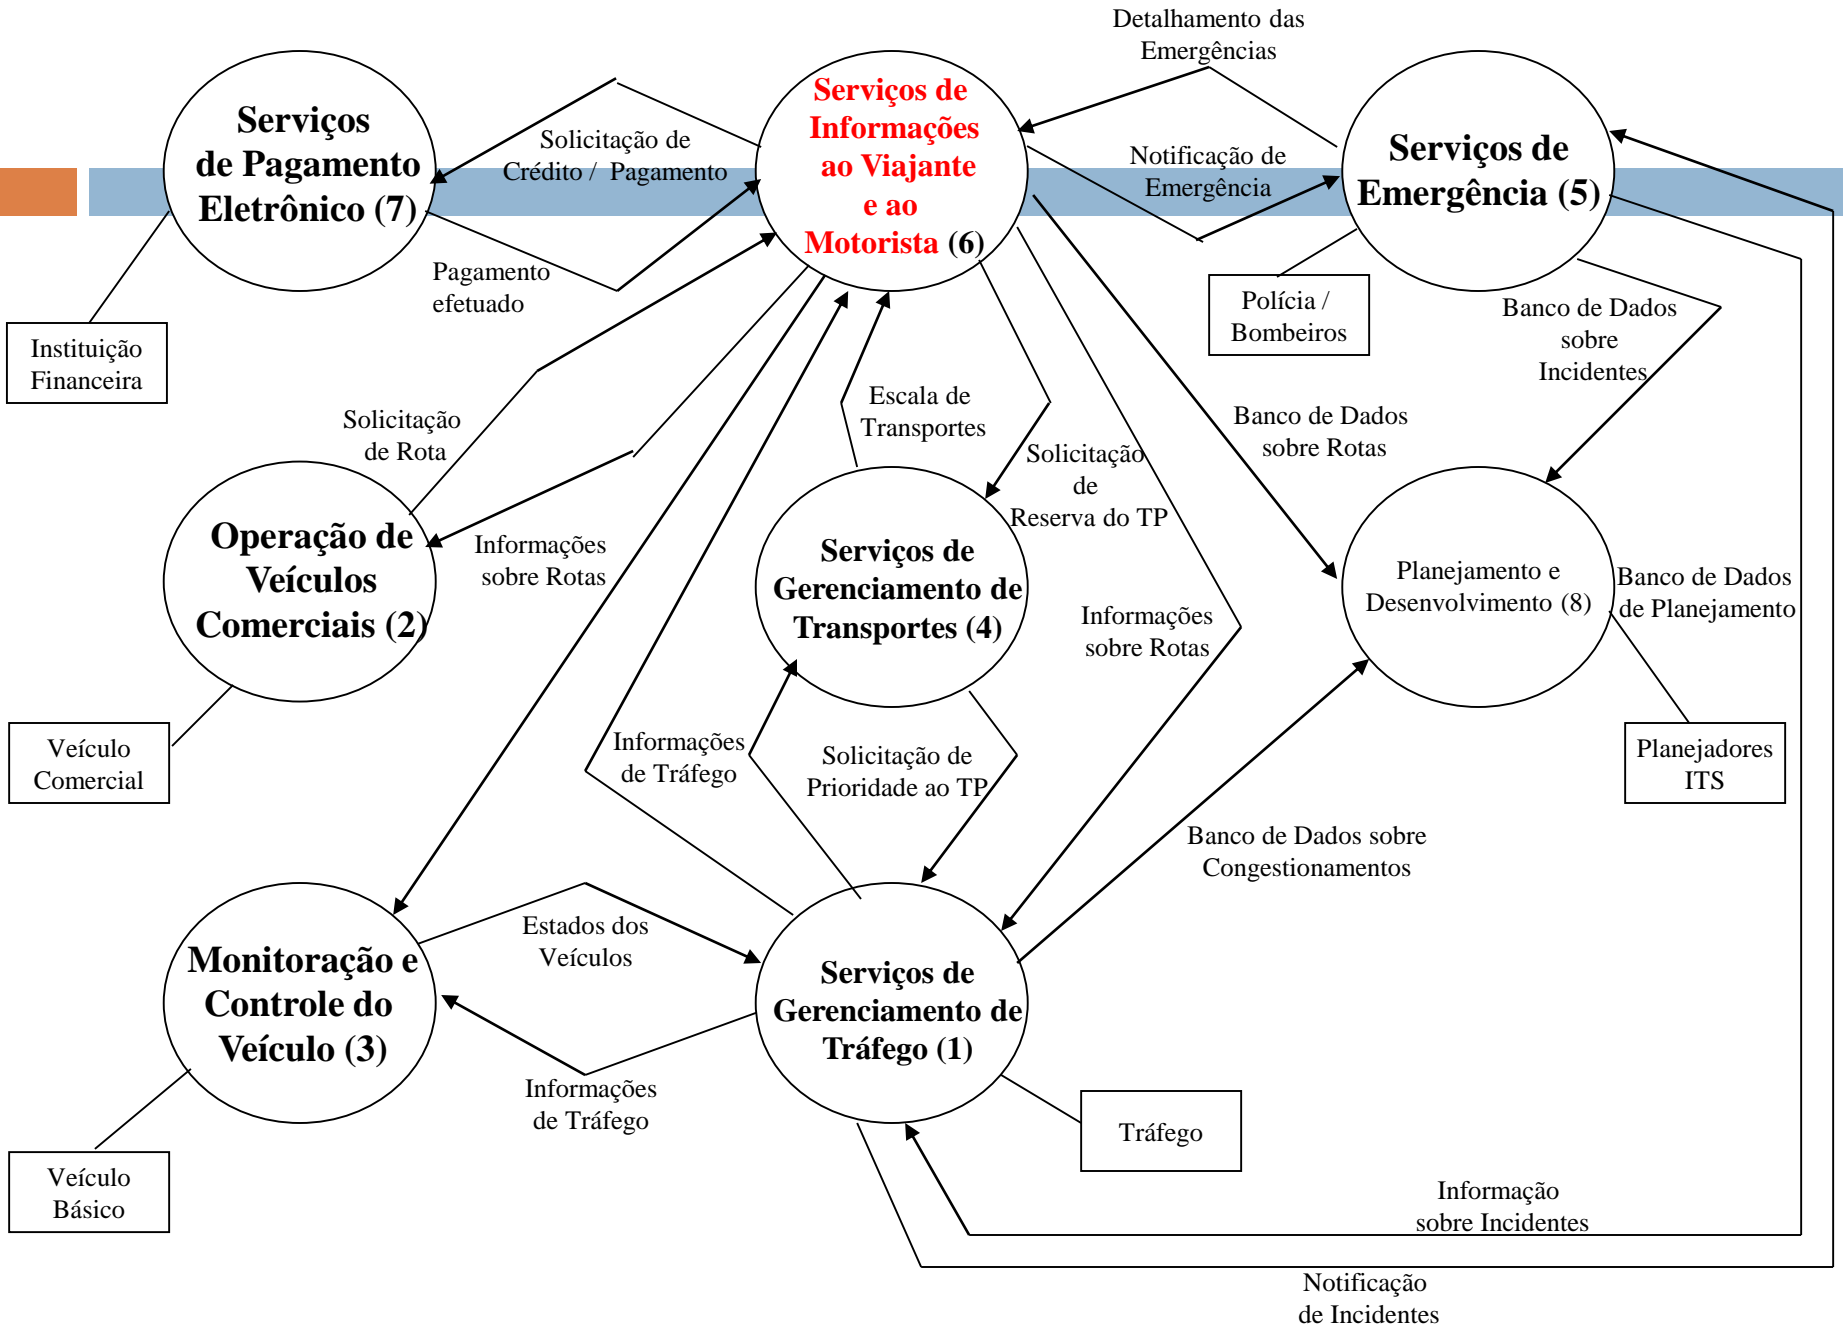 Detalhamento das
Emergências
Serviços
de Pagamento
Eletrônico (7)
Solicitação de
Crédito / Pagamento
Serviços de
Informações
ao Viajante
e ao
Motorista (6)
Notificação de
Emergência
Serviços de
Emergência (5)
Pagamento
efetuado
Instituição
Financeira
Polícia /
Bombeiros
Banco de Dados
sobre
Incidentes
Solicitação
de Rota
Escala de
Transportes
Solicitação
de
Reserva do TP
Banco de Dados
sobre Rotas
Operação de
Veículos
Comerciais (2)
Informações
sobre Rotas
Serviços de
Gerenciamento de
Transportes (4)
Informações
sobre Rotas
Planejamento e
Desenvolvimento (8)
Banco de Dados
de Planejamento
Veículo
Comercial
Informações
de Tráfego
Solicitação de
Prioridade ao TP
Planejadores
ITS
Banco de Dados sobre
Congestionamentos
Monitoração e
Controle do
Veículo (3)
Estados dos
Veículos
Serviços de
Gerenciamento de
Tráfego (1)
Informações
de Tráfego
Tráfego
Veículo
Básico
Informação
sobre Incidentes
Notificação
de Incidentes